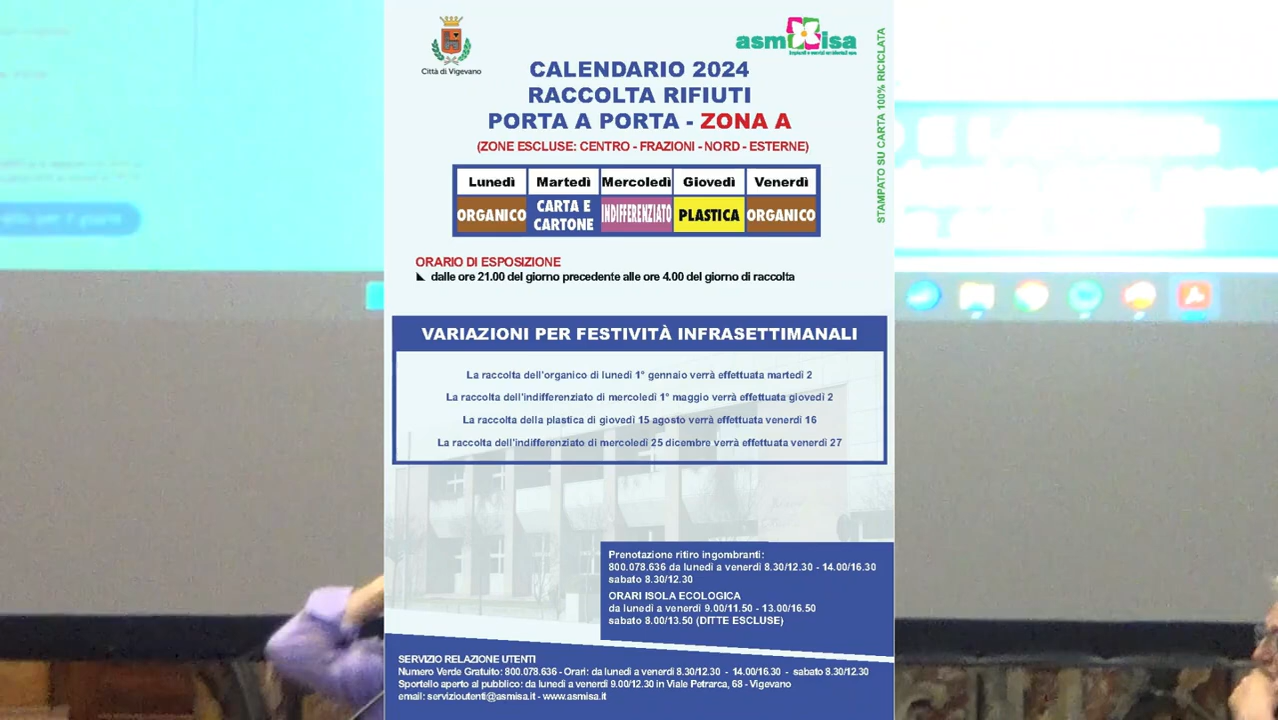 Città di Vigevano
asm isa
impianti e servizi ambientali spa
CALENDARIO 2024
RACCOLTA RIFIUTI
PORTA A PORTA - ZONA A
(ZONE ESCLUSE: CENTRO - FRAZIONI - NORD - ESTERNE)
STAMPATO SU CARTA 100% RICICLATA
Lunedì Martedì Mercoledì Giovedì Venerdì
ORGANICO CARTA E CARTONE INDIFFERENZIATO PLASTICA ORGANICO
ORARIO DI ESPOSIZIONE
dalle ore 21.00 del giorno precedente alle ore 4.00 del giorno di raccolta
VARIAZIONI PER FESTIVITÀ INFRASETTIMANALI
La raccolta dell'organico di lunedì 1° gennaio verrà effettuata martedì 2
La raccolta dell'indifferenziato di mercoledì 1° maggio verrà effettuata giovedì 2
La raccolta della plastica di giovedì 15 agosto verrà effettuata venerdì 16
La raccolta dell'indifferenziato di mercoledì 25 dicembre verrà effettuata venerdì 27
Prenotazione ritiro ingombranti:
800.078.636 da lunedì a venerdì 8.30/12.30 - 14.00/16.30
sabato 8.30/12.30
ORARI ISOLA ECOLOGICA
da lunedì a venerdì 9.00/11.50 - 13.00/16.50
sabato 8.00/13.50 (DITTE ESCLUSE)
SERVIZIO RELAZIONE UTENTI
Numero Verde Gratuito: 800.078.636 - Orari: da lunedì a venerdì 8.30/12.30 - 14.00/16.30 - sabato 8.30/12.30
Sportello aperto al pubblico: da lunedì a venerdì 9.00/12.30 in Viale Petrarca, 68 - Vigevano
email: servizioutenti@asmisa.it - www.asmisa.it